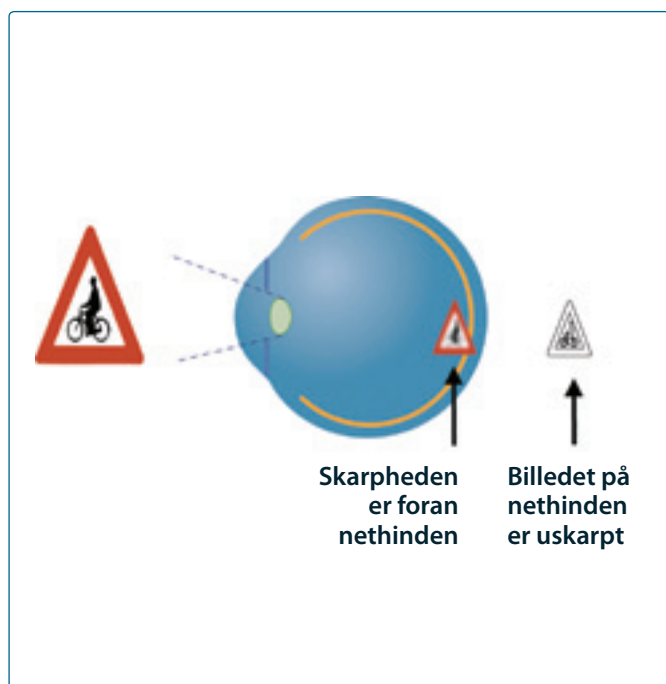 Skarpheden
er foran
nethinden
Billedet på
nethinden
er uskarpt